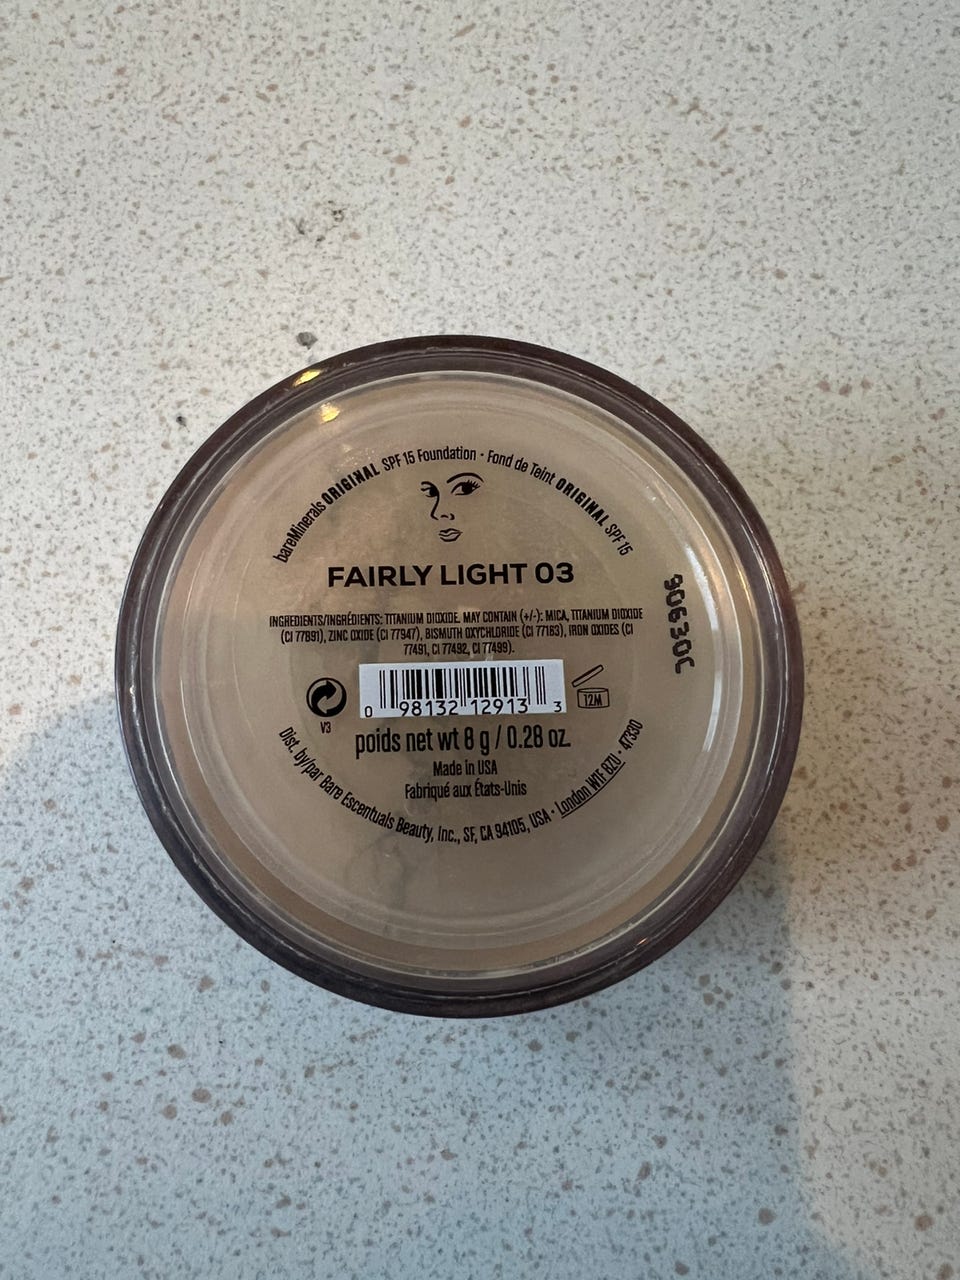 bareMinerals ORIGINAL SPF 15 Foundation · Fond de Teint ORIGINAL SPF 15
FAIRLY LIGHT 03
INGREDIENTS/INGRÉDIENTS: TITANIUM DIOXIDE. MAY CONTAIN (+/-): MICA, TITANIUM DIOXIDE
(CI 77891), ZINC OXIDE (CI 77947), BISMUTH OXYCHLORIDE (CI 77163), IRON OXIDES (CI
77491, CI 77492, CI 77499).
90630C
0 98132 12913 3
12M
V3
poids net wt 8 g / 0.28 oz.
Made in USA
Fabriqué aux États-Unis
Dist. by/par Bare Escentuals Beauty, Inc., SF, CA 94105, USA · London W1F 8ZU · 47330